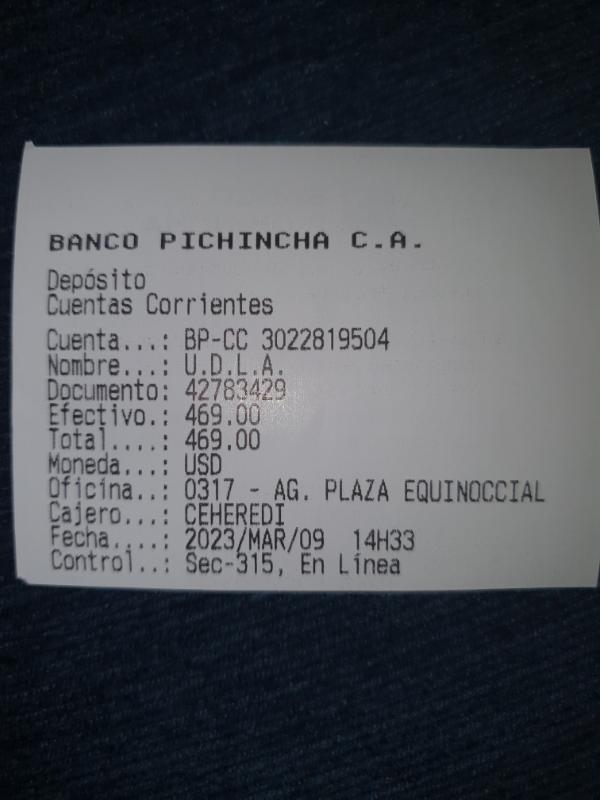 BANCO PICHINCHA C.A.
Depósito
Cuentas Corrientes
Cuenta...: BP-CC 3022819504
Nombre...: U.D.L.A.
Documento: 42783429
Efectivo.: 469.00
Total....: 469.00
Moneda...: USD
Oficina..: 0317 - AG. PLAZA EQUINOCCIAL
Cajero...: CEHEREDI
Fecha....: 2023/MAR/09 14H33
Control..: Sec-315, En Línea